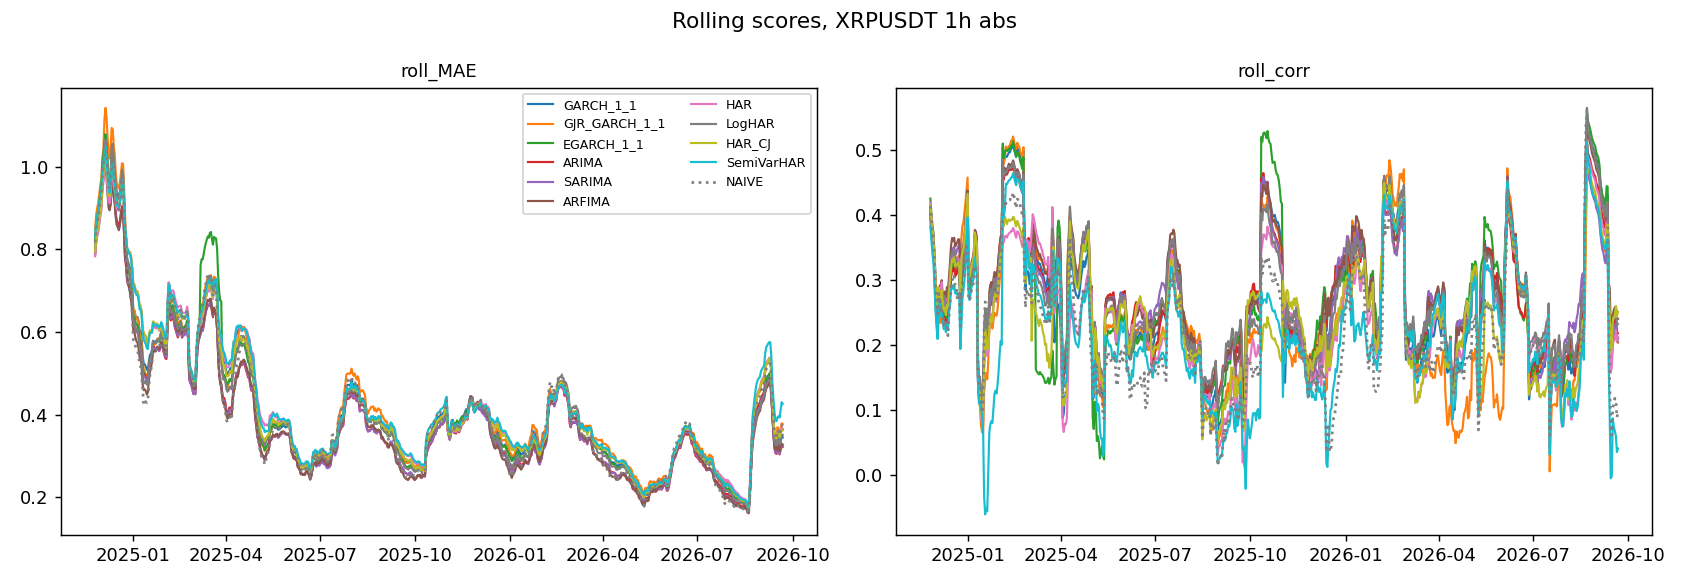 Rolling scores, XRPUSDT 1h abs
roll_MAE
GARCH_1_1
GJR_GARCH_1_1
EGARCH_1_1
ARIMA
SARIMA
ARFIMA
HAR
LogHAR
HAR_CJ
SemiVarHAR
NAIVE
1.0
0.8
0.6
0.4
0.2
2025-01 2025-04 2025-07 2025-10 2026-01 2026-04 2026-07 2026-10
roll_corr
0.5
0.4
0.3
0.2
0.1
0.0
2025-01 2025-04 2025-07 2025-10 2026-01 2026-04 2026-07 2026-10